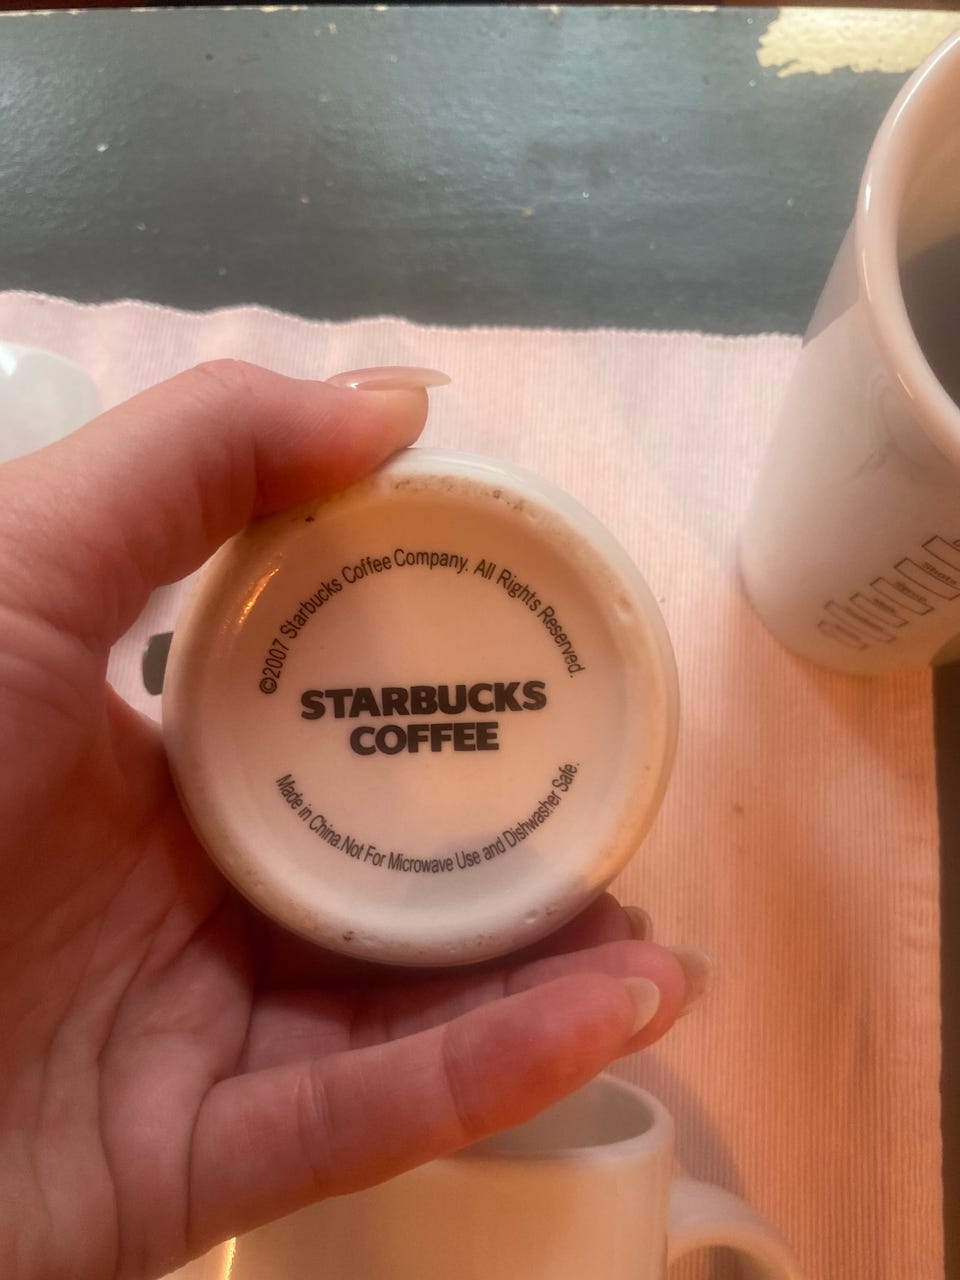 ©2007 Starbucks Coffee Company. All Rights Reserved.
STARBUCKS
COFFEE
Made in China.Not For Microwave Use and Dishwasher Safe.